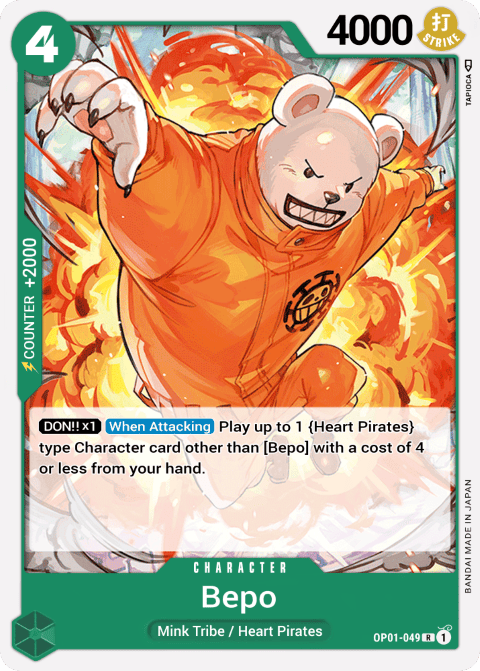 4
4000
打
STRIKE
TAPIOCA
COUNTER +2000
DON!! x1 When Attacking Play up to 1 {Heart Pirates}
type Character card other than [Bepo] with a cost of 4
or less from your hand.
BANDAI MADE IN JAPAN
CHARACTER
Bepo
Mink Tribe / Heart Pirates
OP01-049 R 1